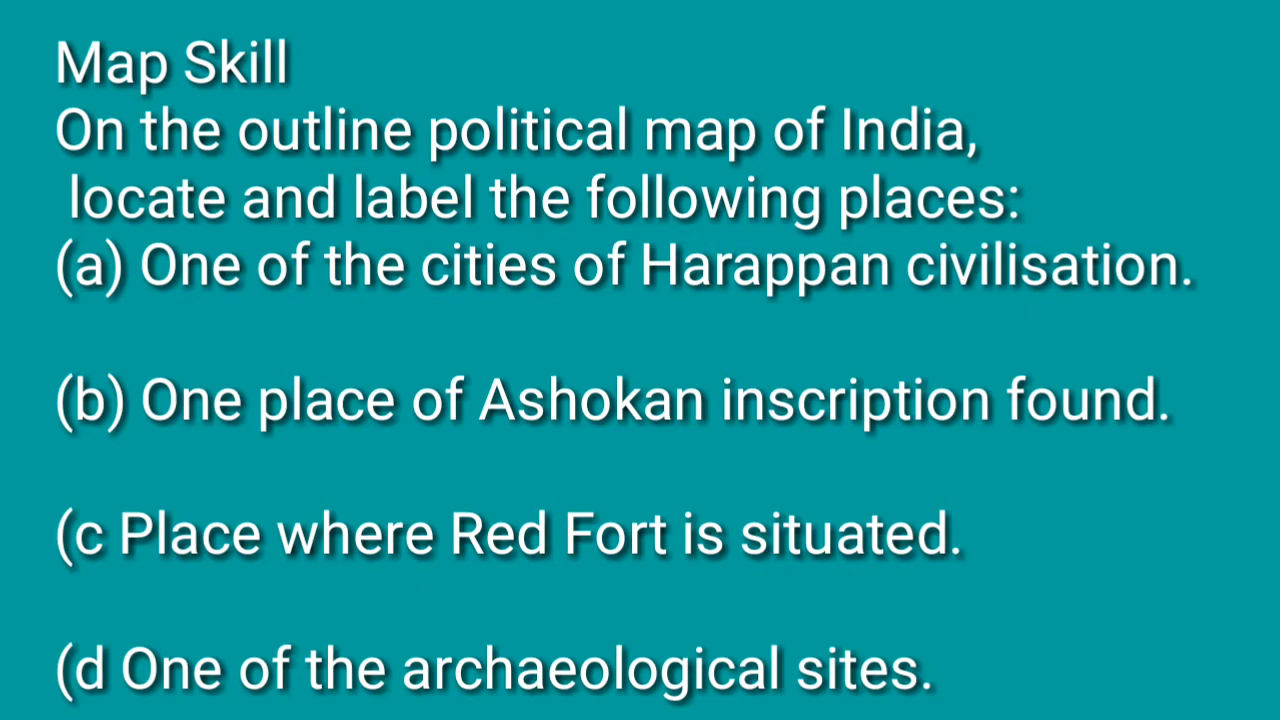 Map Skill
On the outline political map of India,
locate and label the following places:
(a) One of the cities of Harappan civilisation.
(b) One place of Ashokan inscription found.
(c Place where Red Fort is situated.
(d One of the archaeological sites.